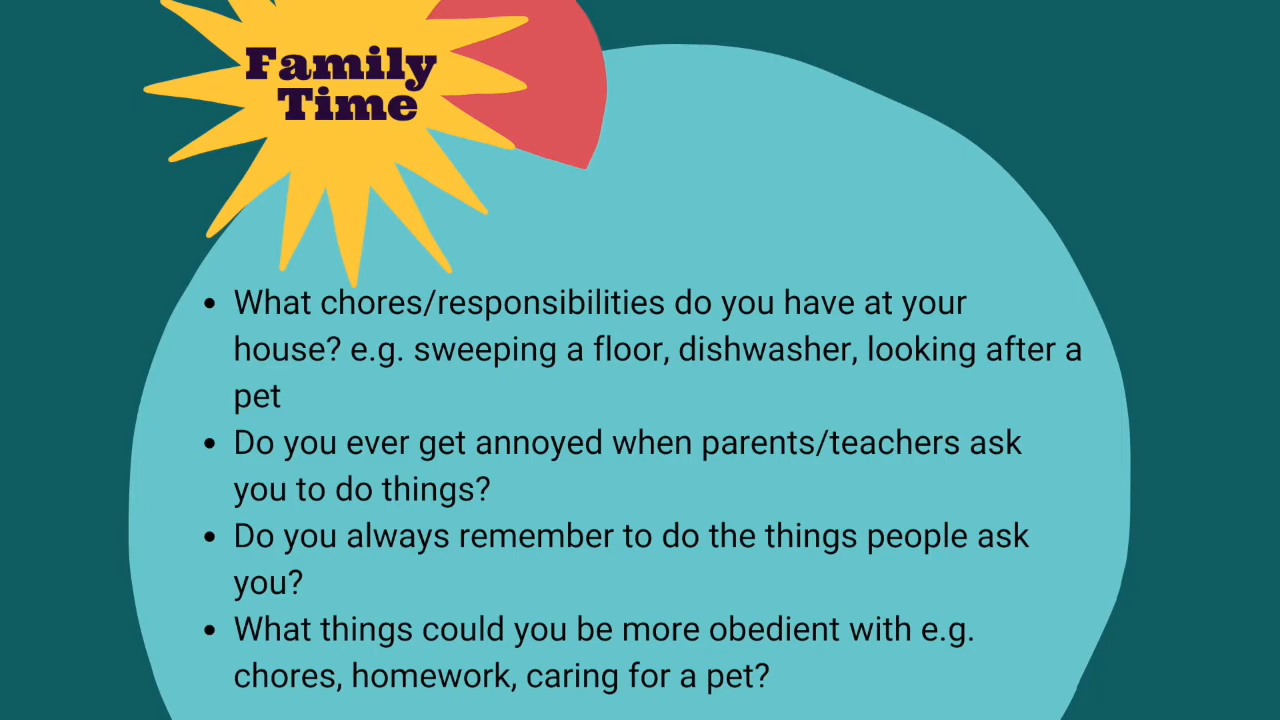 Family
Time
• What chores/responsibilities do you have at your
house? e.g. sweeping a floor, dishwasher, looking after a
pet
• Do you ever get annoyed when parents/teachers ask
you to do things?
• Do you always remember to do the things people ask
you?
• What things could you be more obedient with e.g.
chores, homework, caring for a pet?